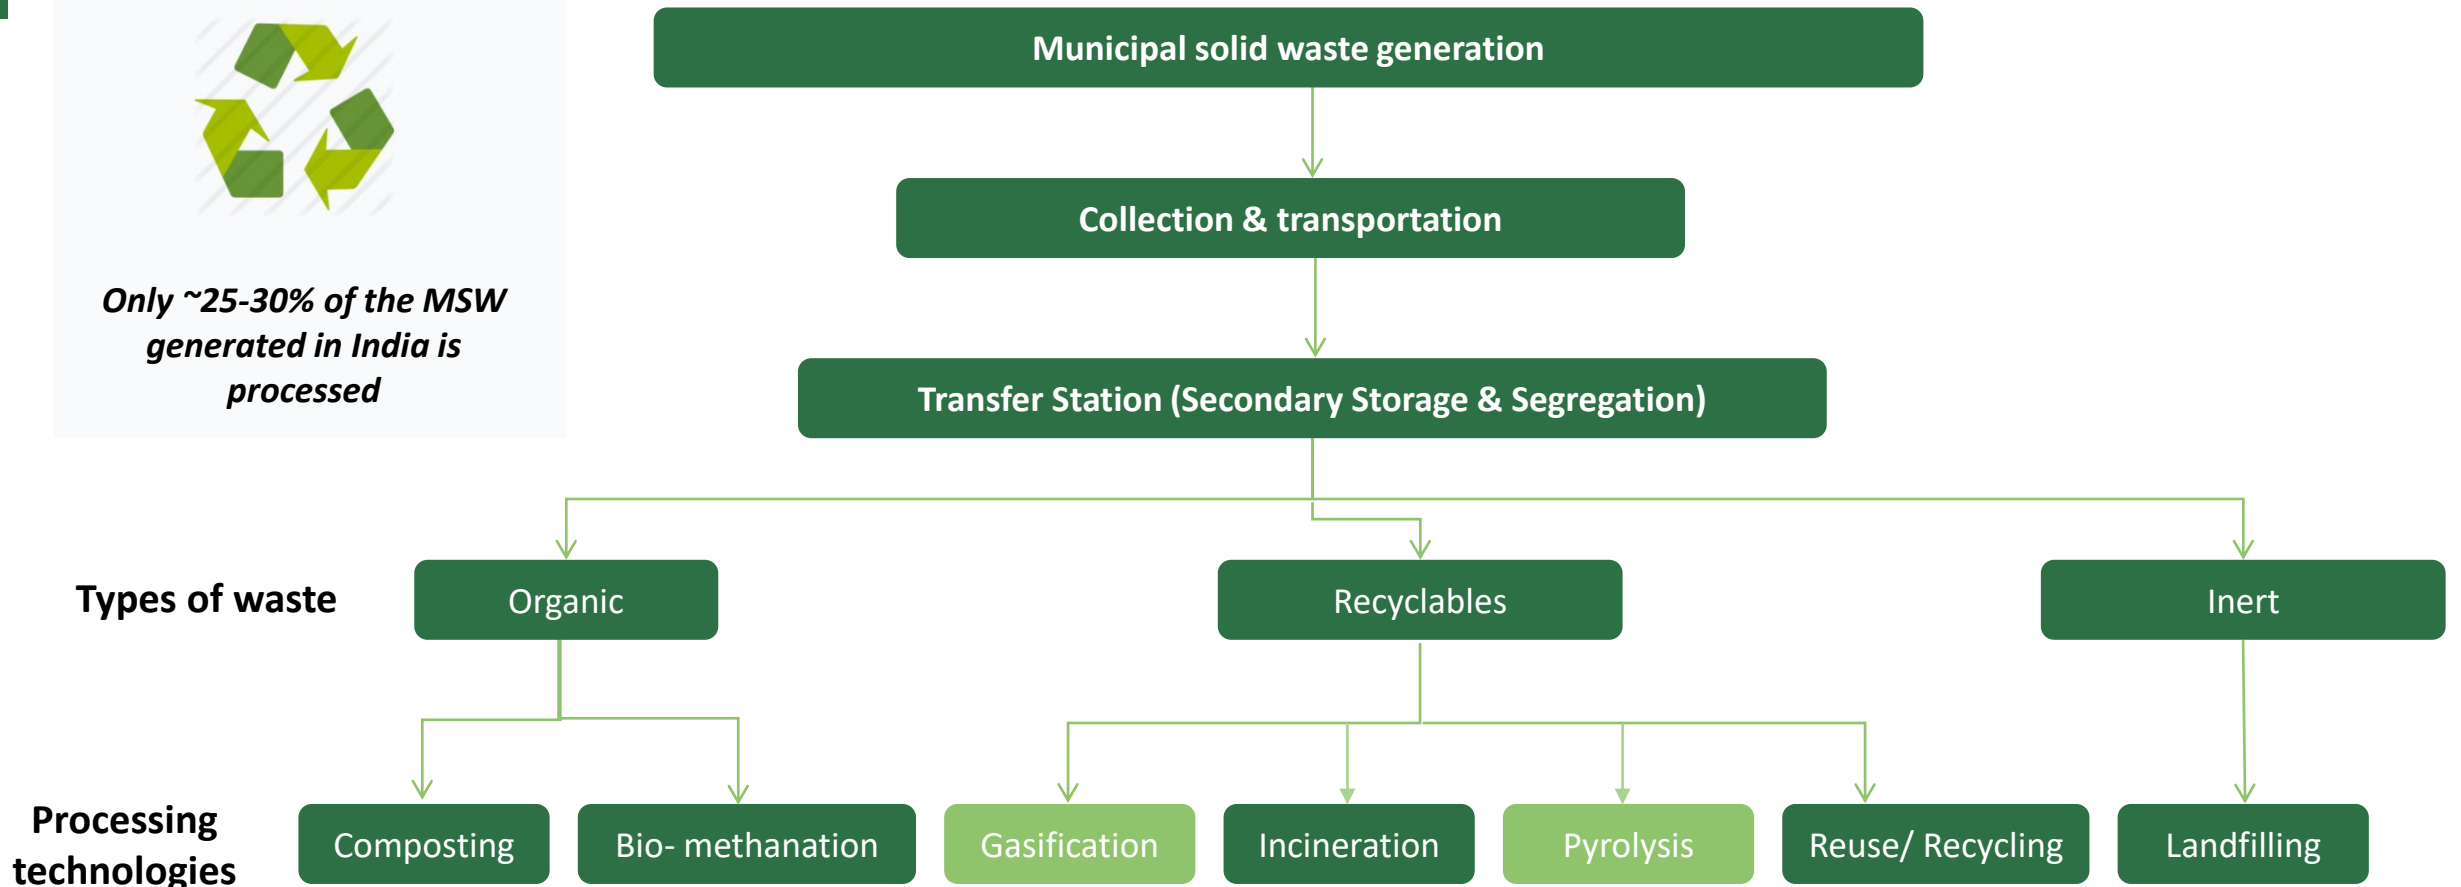 Municipal solid waste generation
Collection & transportation
Only ~25-30% of the MSW
generated in India is
processed
Transfer Station (Secondary Storage & Segregation)
Types of waste
Organic
Recyclables
Inert
Processing
technologies
Composting
Bio- methanation
Gasification
Incineration
Pyrolysis
Reuse/ Recycling
Landfilling